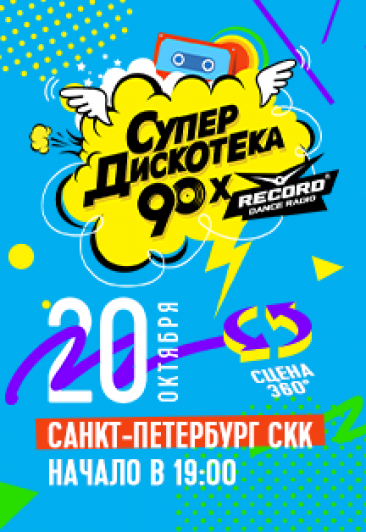 СУПЕР
ДИСКОТЕКА
90Х
RECORD®
DANCE RADIO
20
ОКТЯБРЯ
СЦЕНА
360°
САНКТ-ПЕТЕРБУРГ СКК
НАЧАЛО В 19:00